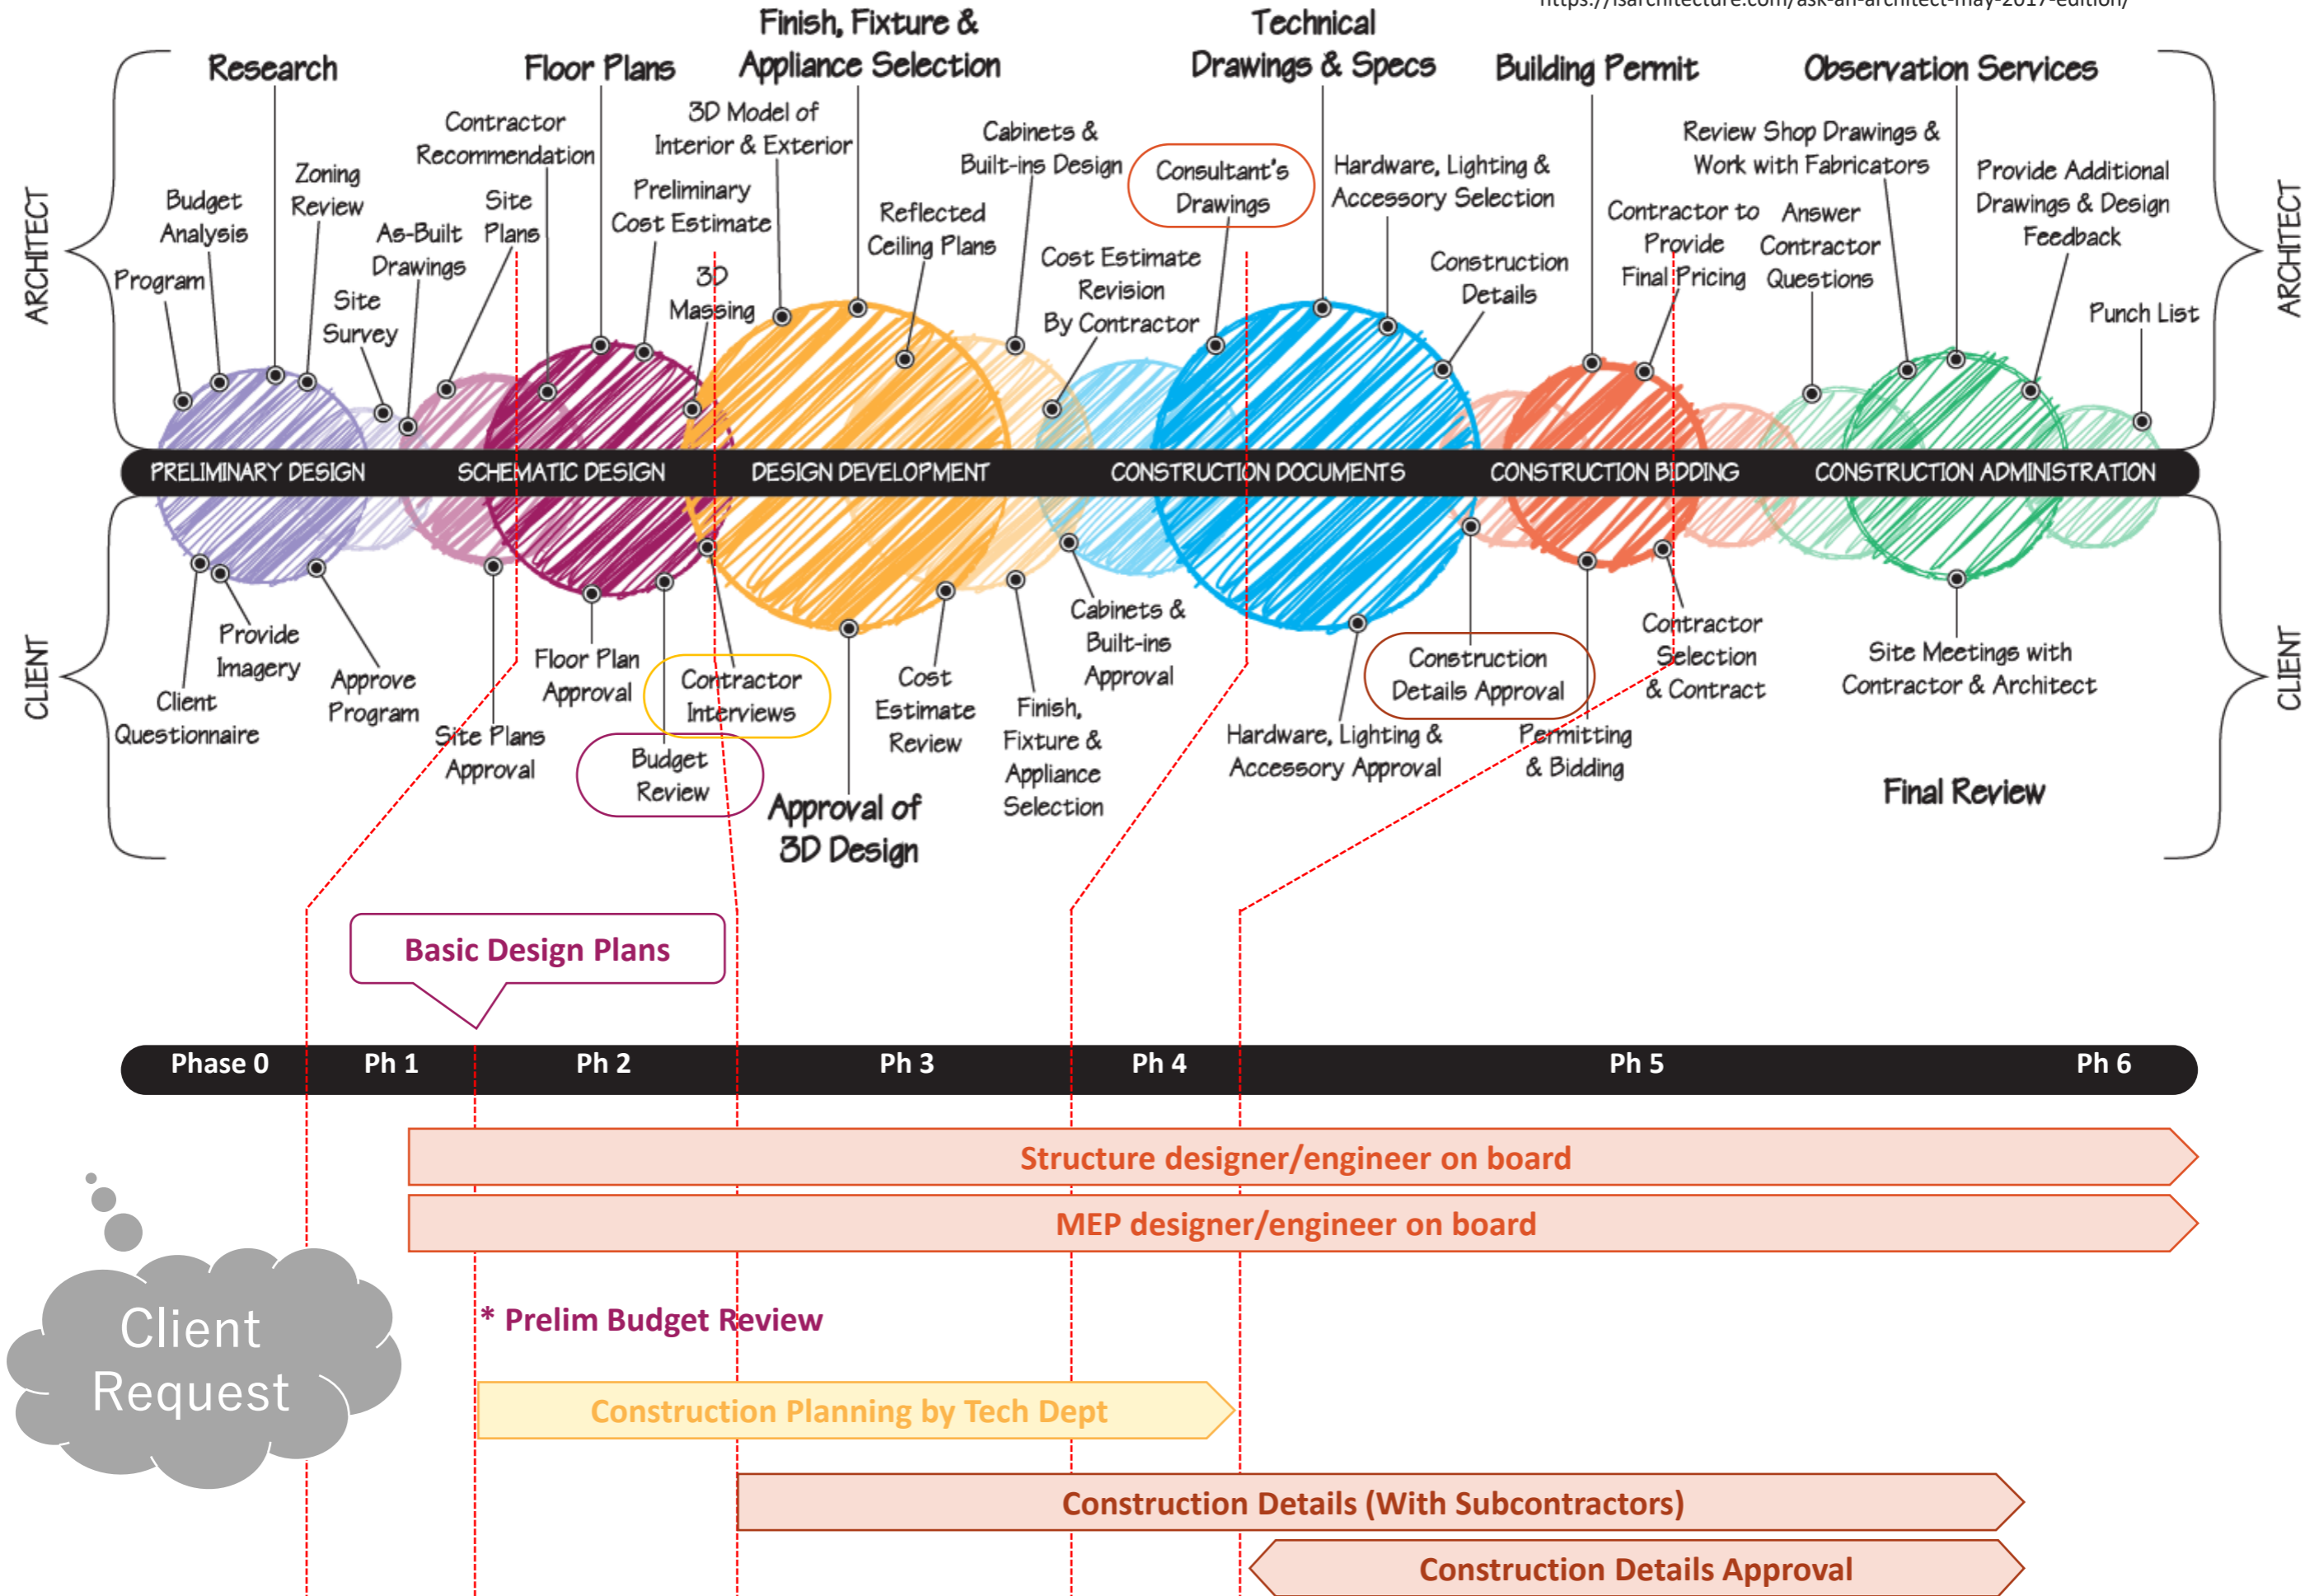 https://isarchitecture.com/ask-an-architect-may-2017-edition/
Finish, Fixture &
Appliance Selection
Technical
Drawings & Specs
Research
Floor Plans
Building Permit
Observation Services
ARCHITECT
ARCHITECT
Program
Budget
Analysis
Zoning
Review
Site
Survey
As-Built
Drawings
Site
Plans
Contractor
Recommendation
Preliminary
Cost Estimate
3D
Massing
3D Model of
Interior & Exterior
Reflected
Ceiling Plans
Cabinets &
Built-ins Design
Cost Estimate
Revision
By Contractor
Consultant's
Drawings
Hardware, Lighting &
Accessory Selection
Construction
Details
Contractor to
Provide
Final Pricing
Answer
Contractor
Questions
Review Shop Drawings &
Work with Fabricators
Provide Additional
Drawings & Design
Feedback
Punch List
PRELIMINARY DESIGN
SCHEMATIC DESIGN
DESIGN DEVELOPMENT
CONSTRUCTION DOCUMENTS
CONSTRUCTION BIDDING
CONSTRUCTION ADMINISTRATION
CLIENT
CLIENT
Client
Questionnaire
Provide
Imagery
Approve
Program
Site Plans
Approval
Floor Plan
Approval
Budget
Review
Contractor
Interviews
Approval of
3D Design
Cost
Estimate
Review
Finish,
Fixture &
Appliance
Selection
Cabinets &
Built-ins
Approval
Hardware, Lighting &
Accessory Approval
Construction
Details Approval
Permitting
& Bidding
Contractor
Selection
& Contract
Site Meetings with
Contractor & Architect
Final Review
Basic Design Plans
Phase 0
Ph 1
Ph 2
Ph 3
Ph 4
Ph 5
Ph 6
Structure designer/engineer on board
MEP designer/engineer on board
Client
Request
* Prelim Budget Review
Construction Planning by Tech Dept
Construction Details (With Subcontractors)
Construction Details Approval